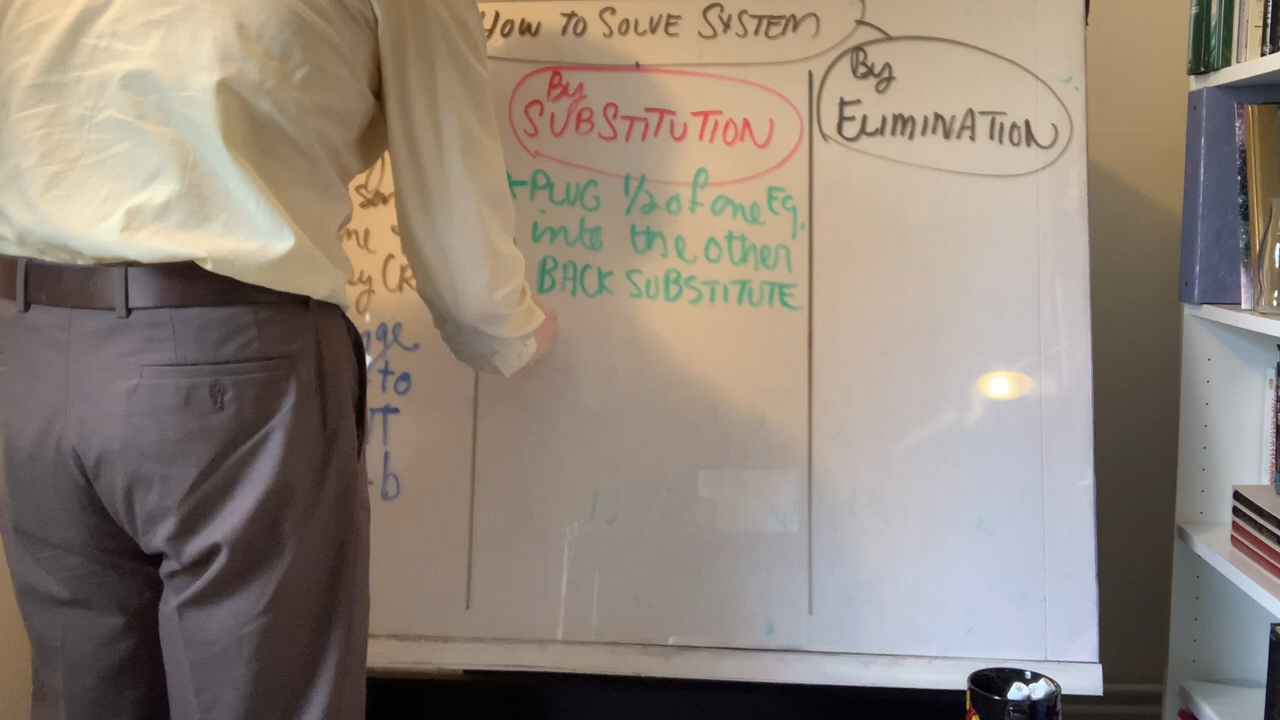 HOW TO SOLVE SYSTEM
By
SUBSTITUTION
By
ELIMINATION
PLUG 1/2 of one Eq.
into the other
BACK SUBSTITUTE
to
b